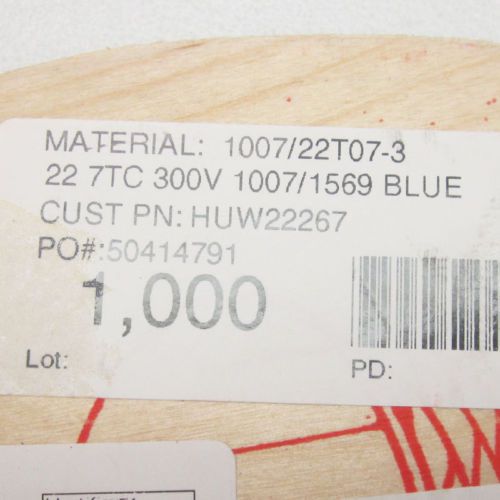 MATERIAL: 1007/22T07-3
22 7TC 300V 1007/1569 BLUE
CUST PN: HUW22267
PO#:50414791
1,000
Lot:
PD: